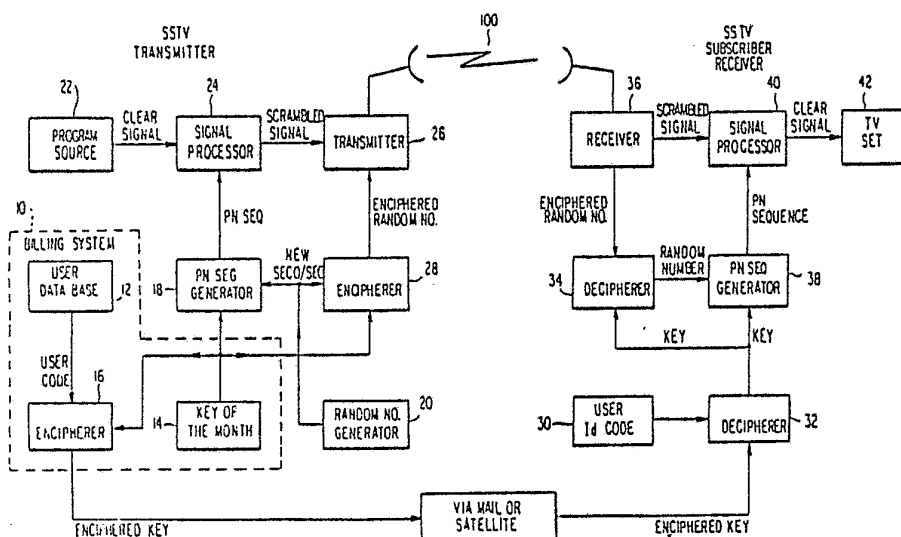 100
SSTV
TRANSMITTER
SSTV
SUBSCRIBER
RECEIVER
22
24
36
40
42
PROGRAM
SOURCE
CLEAR
SIGNAL
SIGNAL
PROCESSOR
SCRAMBLED
SIGNAL
TRANSMITTER
26
RECEIVER
SCRAMBLED
SIGNAL
SIGNAL
PROCESSOR
CLEAR
SIGNAL
TV
SET
PN SEQ
ENCIPHERED
RANDOM NO.
ENCIPHERED
RANDOM NO.
PN
SEQUENCE
10
BILLING SYSTEM
USER
DATA BASE
12
18
PN SEG
GENERATOR
NEW
SECO/SEC
ENCIPHERER
28
34
DECIPHERER
RANDOM
NUMBER
PN SEQ
GENERATOR
38
KEY
KEY
USER
CODE
16
ENCIPHERER
14
KEY OF
THE MONTH
RANDOM NO.
GENERATOR
20
30
USER
Id CODE
DECIPHERER
32
ENCIPHERED KEY
VIA MAIL OR
SATELLITE
ENCIPHERED KEY